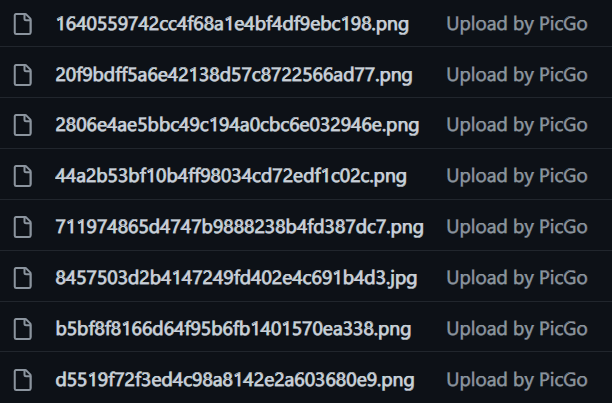 1640559742cc4f68a1e4bf4df9ebc198.png Upload by PicGo
20f9bdff5a6e42138d57c8722566ad77.png Upload by PicGo
2806e4ae5bbc49c194a0cbc6e032946e.png Upload by PicGo
44a2b53bf10b4ff98034cd72edf1c02c.png Upload by PicGo
711974865d4747b9888238b4fd387dc7.png Upload by PicGo
8457503d2b4147249fd402e4c691b4d3.jpg Upload by PicGo
b5bf8f8166d64f95b6fb1401570ea338.png Upload by PicGo
d5519f72f3ed4c98a8142e2a603680e9.png Upload by PicGo